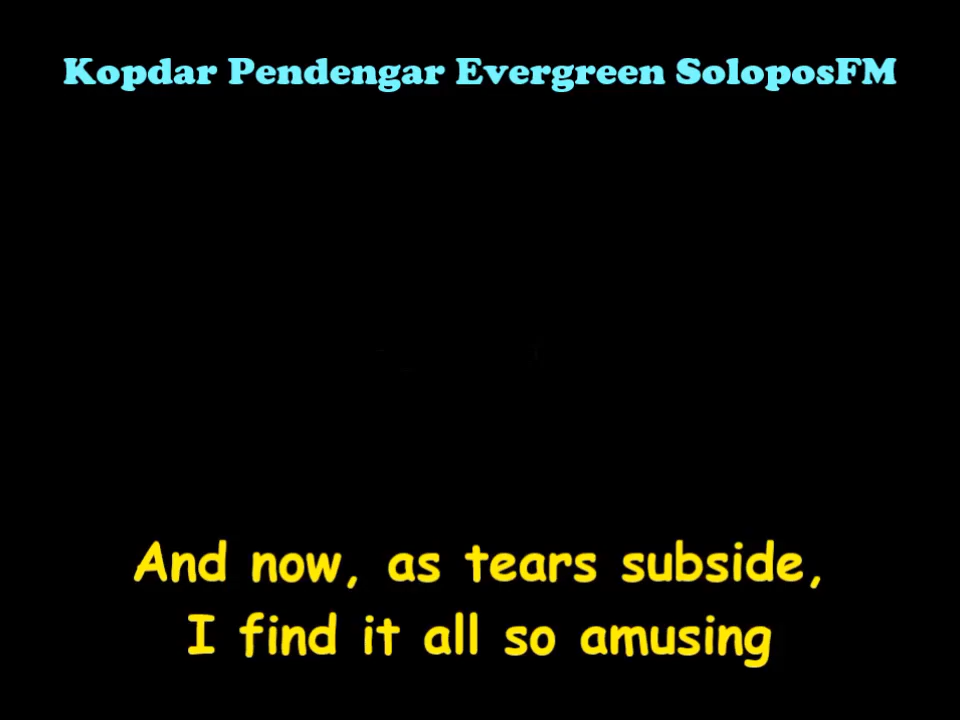 Kopdar Pendengar Evergreen SoloposFM
And now, as tears subside,
I find it all so amusing